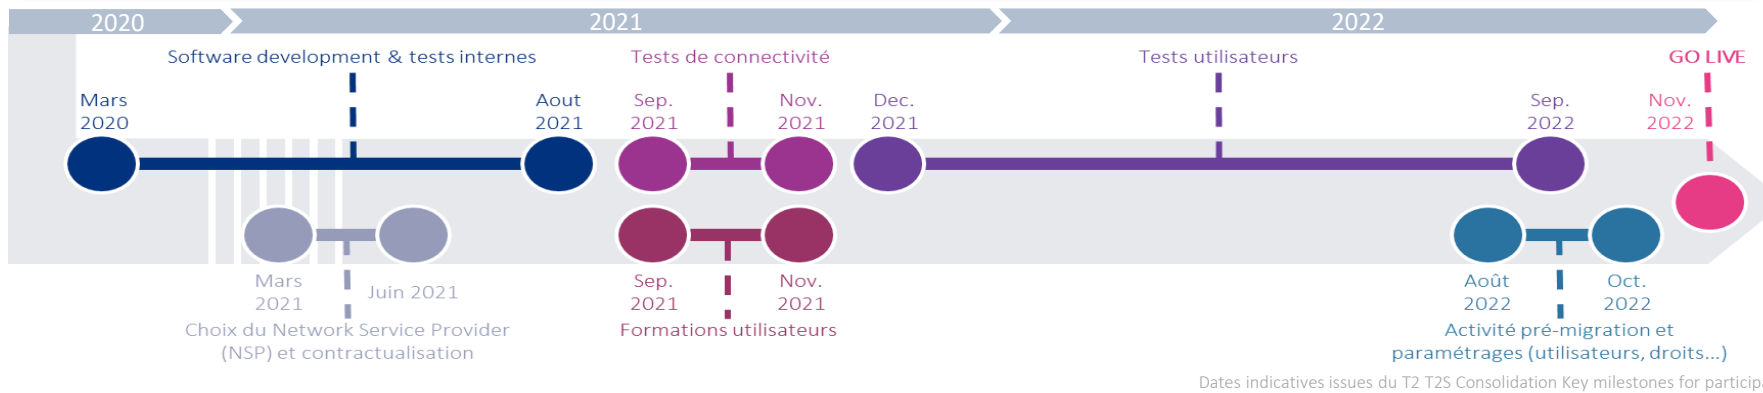 2020
2021
2022
Software development & tests internes
Tests de connectivité
Tests utilisateurs
GO LIVE
Mars
2020
Aout
2021
Sep.
2021
Nov.
2021
Dec.
2021
Sep.
2022
Nov.
2022
Mars
2021
Juin 2021
Sep.
2021
Nov.
2021
Août
2022
Oct.
2022
Choix du Network Service Provider
(NSP) et contractualisation
Formations utilisateurs
Activité pré-migration et
paramétrages (utilisateurs, droits...)
Dates indicatives issues du T2 T2S Consolidation Key milestones for